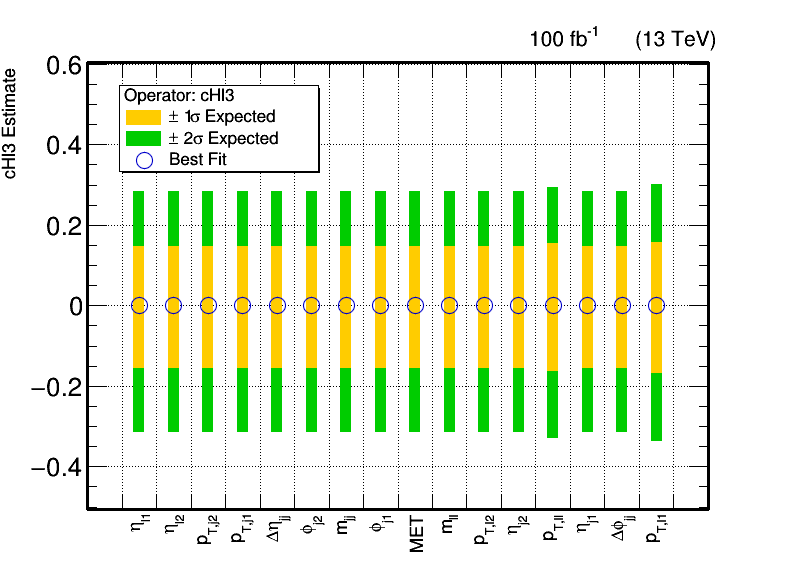 100 fb⁻¹ (13 TeV)
cHl3 Estimate
0.6
0.4
0.2
0
−0.2
−0.4
Operator: cHl3
± 1σ Expected
± 2σ Expected
Best Fit
η_l1
η_l2
p_T,j2
p_T,j1
Δη_jj
ϕ_j2
m_jj
ϕ_j1
MET
m_ll
p_T,l2
η_j2
p_T,ll
η_j1
Δϕ_jj
p_T,l1